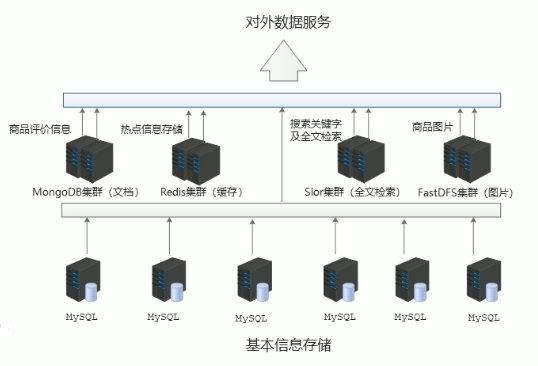 对外数据服务
商品评价信息
热点信息存储
搜索关键字
及全文检索
商品图片
MongoDB集群（文档）
Redis集群（缓存）
Slor集群（全文检索）
FastDFS集群（图片）
MySQL
MySQL
MySQL
MySQL
MySQL
MySQL
基本信息存储